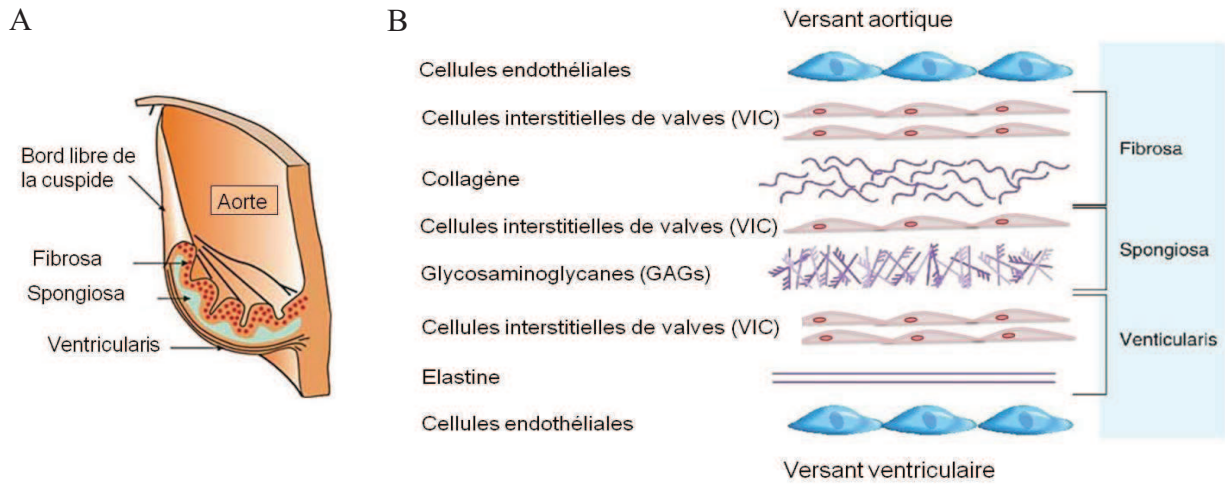 A
Bord libre de
la cuspide
Aorte
Fibrosa
Spongiosa
Ventricularis
B
Versant aortique
Cellules endothéliales
Cellules interstitielles de valves (VIC)
Collagène
Cellules interstitielles de valves (VIC)
Glycosaminoglycanes (GAGs)
Cellules interstitielles de valves (VIC)
Elastine
Cellules endothéliales
Versant ventriculaire
Fibrosa
Spongiosa
Venticularis